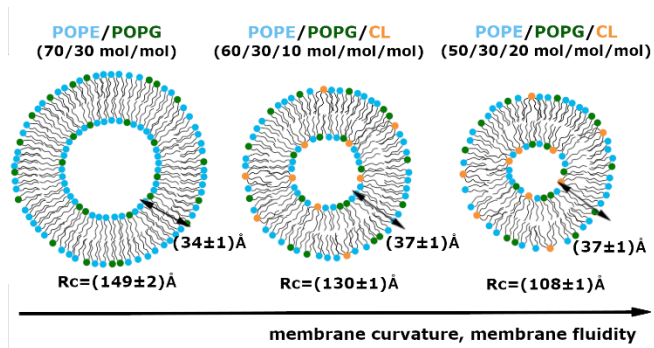 POPE/POPG
(70/30 mol/mol)
POPE/POPG/CL
(60/30/10 mol/mol/mol)
POPE/POPG/CL
(50/30/20 mol/mol/mol)
(34±1)Å
(37±1)Å
(37±1)Å
Rc=(149±2)Å
Rc=(130±1)Å
Rc=(108±1)Å
membrane curvature, membrane fluidity